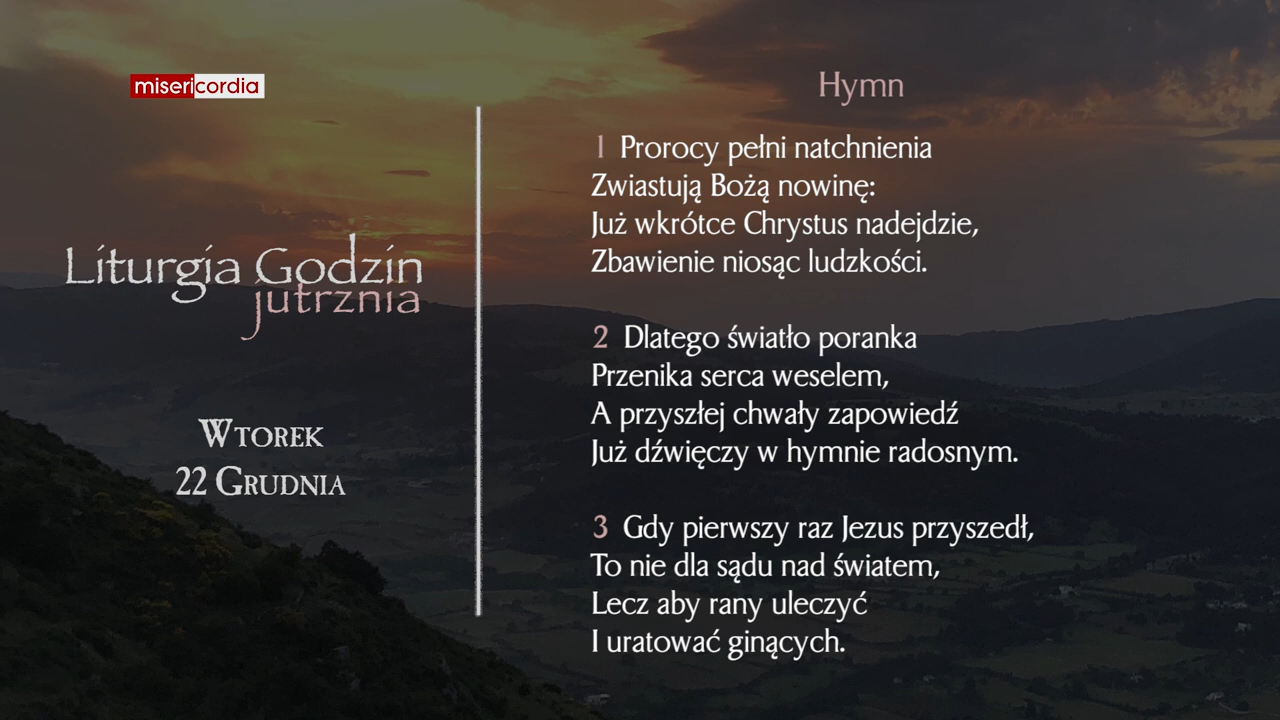 misericordia
Liturgia Godzin
jutrznia
Wtorek
22 Grudnia
Hymn
1 Prorocy pełni natchnienia
Zwiastują Bożą nowinę:
Już wkrótce Chrystus nadejdzie,
Zbawienie niosąc ludzkości.
2 Dlatego światło poranka
Przenika serca weselem,
A przyszłej chwały zapowiedź
Już dźwięczy w hymnie radosnym.
3 Gdy pierwszy raz Jezus przyszedł,
To nie dla sądu nad światem,
Lecz aby rany uleczyć
I uratować ginących.